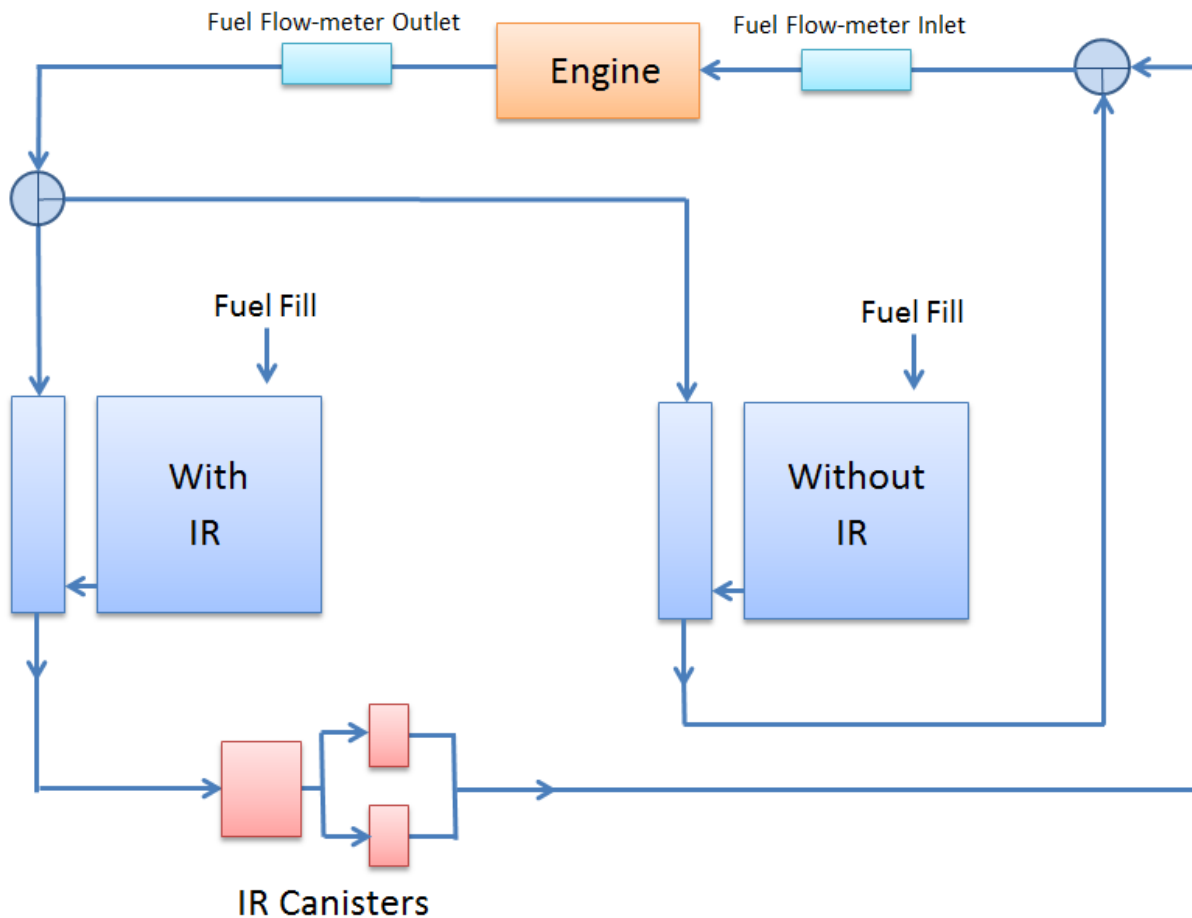 Fuel Flow-meter Outlet
Fuel Flow-meter Inlet
Engine
Fuel Fill
Fuel Fill
With
IR
Without
IR
IR Canisters